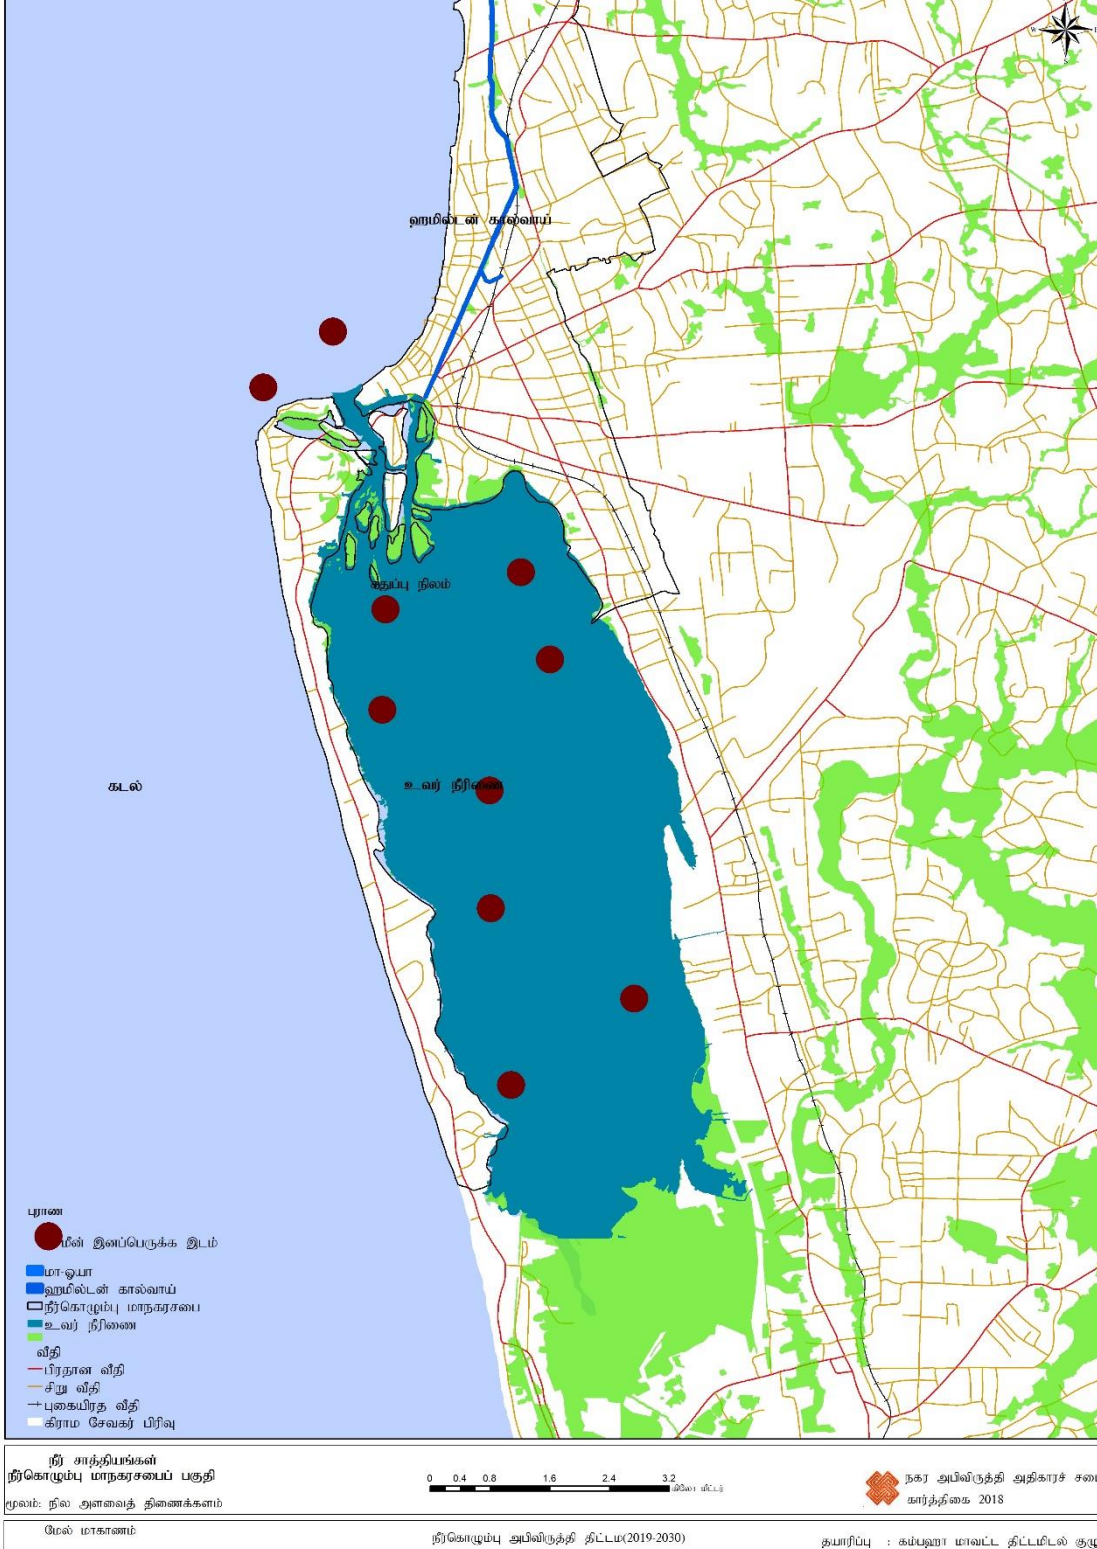 W
E
S
ஹமில்டன் கால்வாய்
சதுப்பு நிலம்
கடல்
உவர் நீரிணை
புராண
மீன் இனப்பெருக்க இடம்
மா-ஓயா
ஹமில்டன் கால்வாய்
நீர்கொழும்பு மாநகரசபை
உவர் நீரிணை
வீதி
பிரதான வீதி
சிறு வீதி
புகையிரத வீதி
கிராம சேவகர் பிரிவு
நீர் சாத்தியங்கள்
நீர்கொழும்பு மாநகரசபைப் பகுதி
மூலம்: நில அளவைத் திணைக்களம்
0 0.4 0.8 1.6 2.4 3.2
கிலோ மீட்டர்
நகர அபிவிருத்தி அதிகாரச் சபை
கார்த்திகை 2018
மேல் மாகாணம்
நீர்கொழும்பு அபிவிருத்தி திட்டம(2019-2030)
தயாரிப்பு : கம்பஹா மாவட்ட திட்டமிடல் குழு